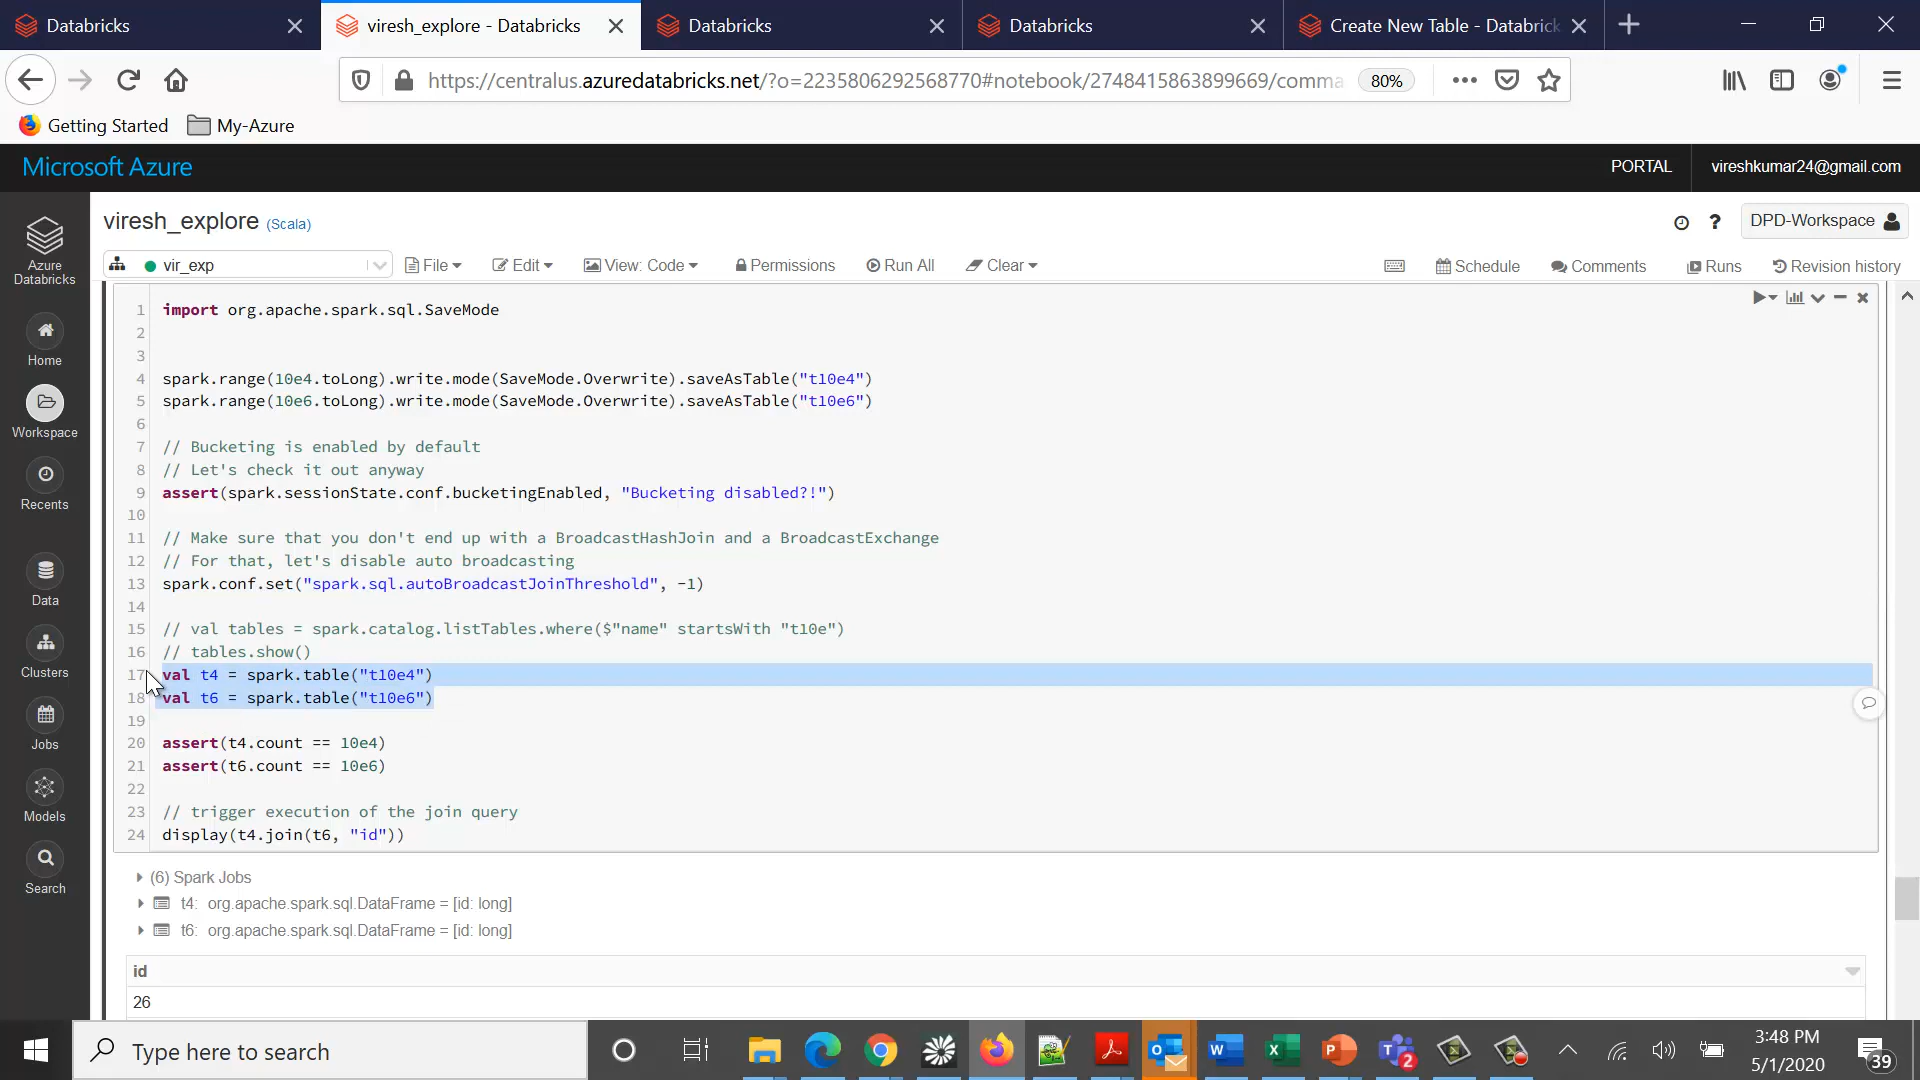 Databricks
viresh_explore - Databricks
Databricks
Databricks
Create New Table - Databrick
https://centralus.azuredatabricks.net/?o=2235806292568770#notebook/2748415863899669/comma
80%
Getting Started
My-Azure
Microsoft Azure
PORTAL
vireshkumar24@gmail.com
viresh_explore (Scala)
? DPD-Workspace
vir_exp
File
Edit
View: Code
Permissions
Run All
Clear
Schedule
Comments
Runs
Revision history
Azure
Databricks
Home
Workspace
Recents
Data
Clusters
Jobs
Models
Search
1 import org.apache.spark.sql.SaveMode
2
3
4 spark.range(10e4.toLong).write.mode(SaveMode.Overwrite).saveAsTable("t10e4")
5 spark.range(10e6.toLong).write.mode(SaveMode.Overwrite).saveAsTable("t10e6")
6
7 // Bucketing is enabled by default
8 // Let's check it out anyway
9 assert(spark.sessionState.conf.bucketingEnabled, "Bucketing disabled?!")
10
11 // Make sure that you don't end up with a BroadcastHashJoin and a BroadcastExchange
12 // For that, let's disable auto broadcasting
13 spark.conf.set("spark.sql.autoBroadcastJoinThreshold", -1)
14
15 // val tables = spark.catalog.listTables.where($"name" startsWith "t10e")
16 // tables.show()
17 val t4 = spark.table("t10e4")
18 val t6 = spark.table("t10e6")
19
20 assert(t4.count == 10e4)
21 assert(t6.count == 10e6)
22
23 // trigger execution of the join query
24 display(t4.join(t6, "id"))
(6) Spark Jobs
t4: org.apache.spark.sql.DataFrame = [id: long]
t6: org.apache.spark.sql.DataFrame = [id: long]
id
26
Type here to search
2
3:48 PM
5/1/2020
39